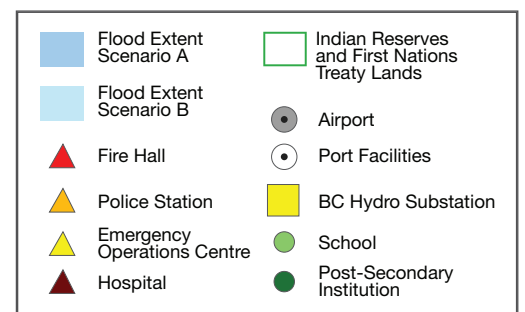 Flood Extent
Scenario A
Flood Extent
Scenario B
Fire Hall
Police Station
Emergency
Operations Centre
Hospital
Indian Reserves
and First Nations
Treaty Lands
Airport
Port Facilities
BC Hydro Substation
School
Post-Secondary
Institution